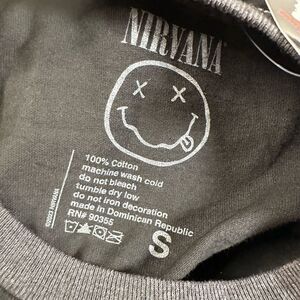 NIRVANA
100% Cotton
machine wash cold
do not bleach
tumble dry low
do not iron decoration
made in Dominican Republic
RN# 90355
S